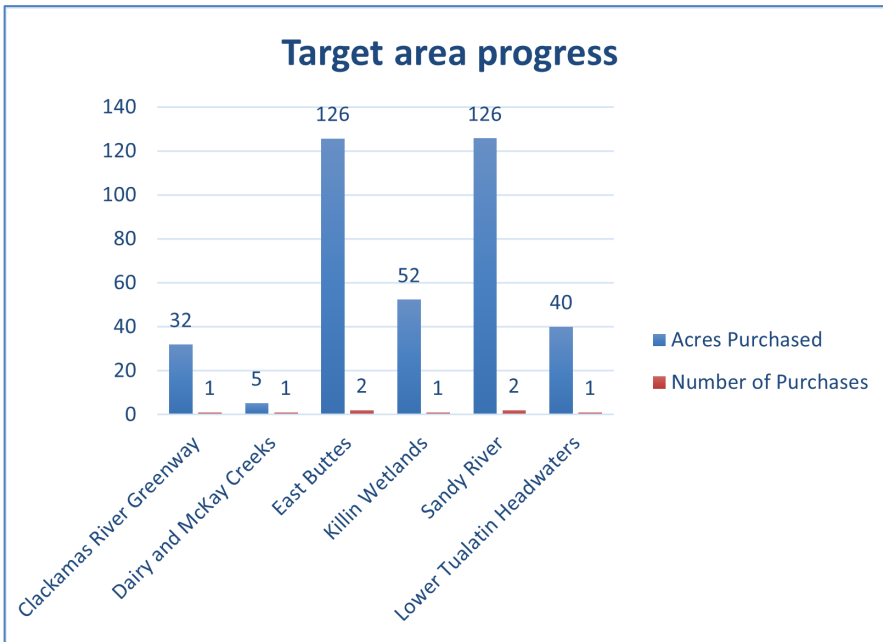 Target area progress
140
120
100
80
60
40
20
0
32
1
5
1
126
2
52
1
126
2
40
1
Clackamas River Greenway
Dairy and McKay Creeks
East Buttes
Killin Wetlands
Sandy River
Lower Tualatin Headwaters
Acres Purchased
Number of Purchases